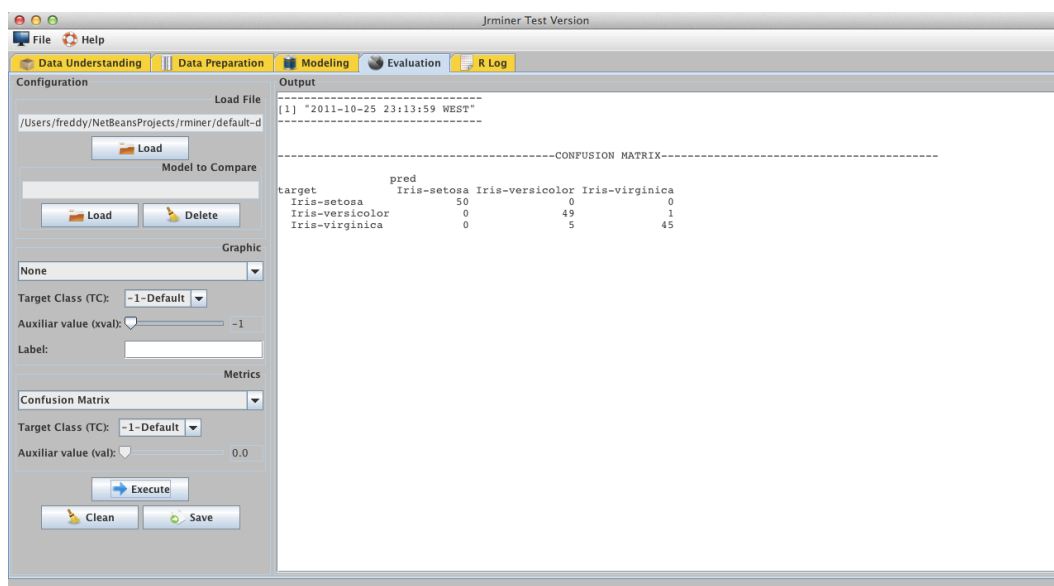 Jrminer Test Version
File Help
Data Understanding Data Preparation Modeling Evaluation R Log
Configuration
Load File
/Users/freddy/NetBeansProjects/rminer/default-d
Load
Model to Compare
Load Delete
Graphic
None
Target Class (TC): -1-Default
Auxiliar value (xval): -1
Label:
Metrics
Confusion Matrix
Target Class (TC): -1-Default
Auxiliar value (val): 0.0
Execute
Clean Save
Output
-------------------------------
[1] "2011-10-25 23:13:59 WEST"
-------------------------------
------------------------------------------CONFUSION MATRIX------------------------------------------
pred
target Iris-setosa Iris-versicolor Iris-virginica
Iris-setosa 50 0 0
Iris-versicolor 0 49 1
Iris-virginica 0 5 45